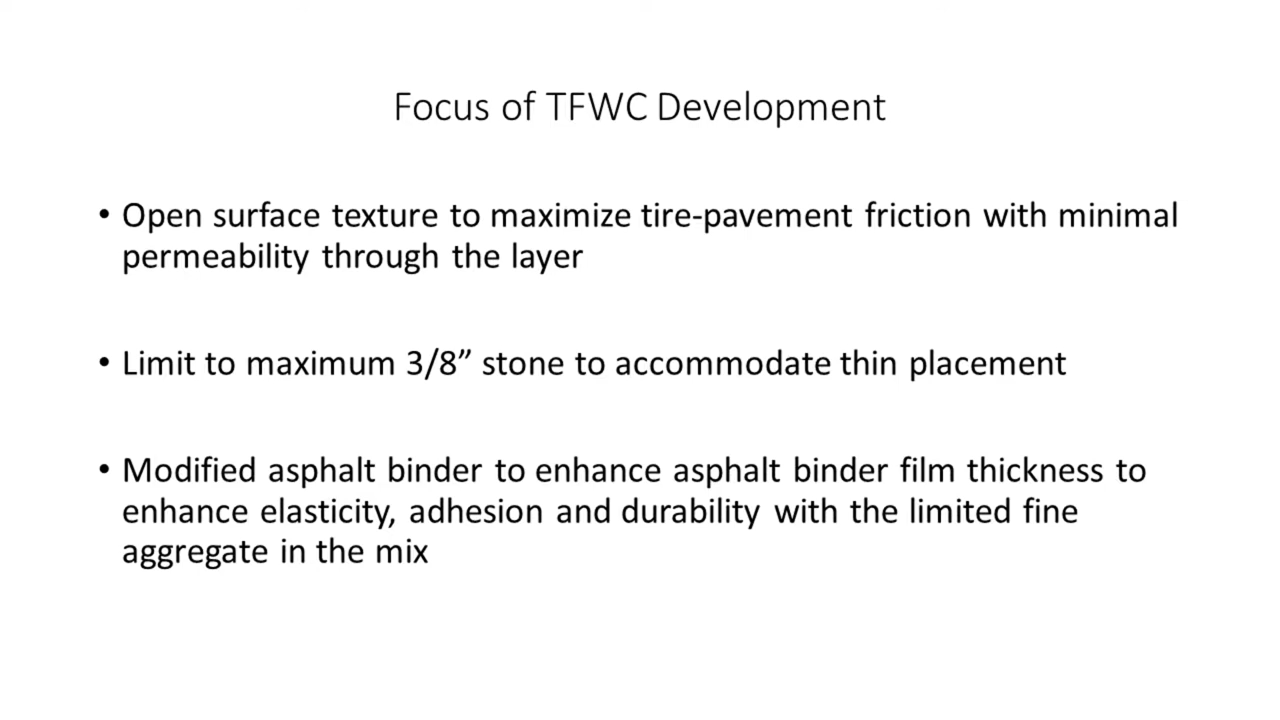 Focus of TFWC Development
• Open surface texture to maximize tire-pavement friction with minimal
permeability through the layer
• Limit to maximum 3/8” stone to accommodate thin placement
• Modified asphalt binder to enhance asphalt binder film thickness to
enhance elasticity, adhesion and durability with the limited fine
aggregate in the mix